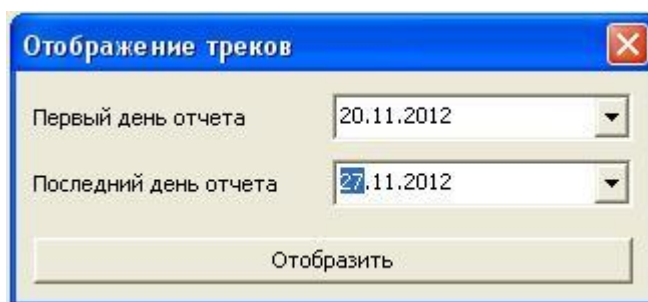 Отображение треков
Первый день отчета 20.11.2012
Последний день отчета 27.11.2012
Отобразить